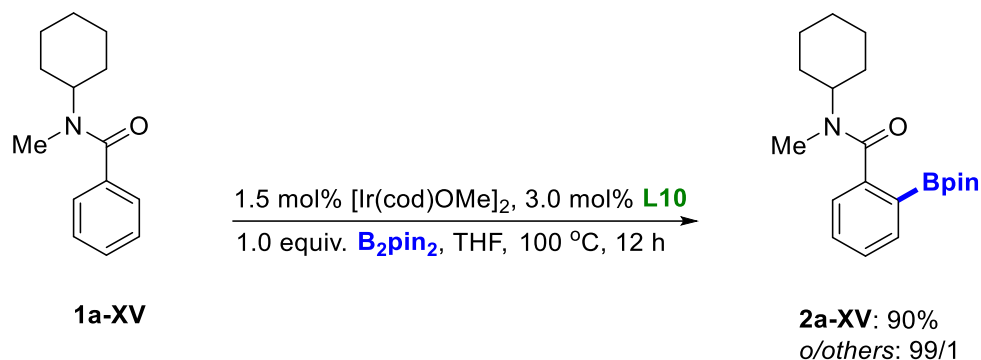 Me
N
O
1.5 mol% [Ir(cod)OMe]2, 3.0 mol% L10
1.0 equiv. B2pin2, THF, 100 oC, 12 h
1a-XV
Me
N
O
Bpin
2a-XV: 90%
o/others: 99/1